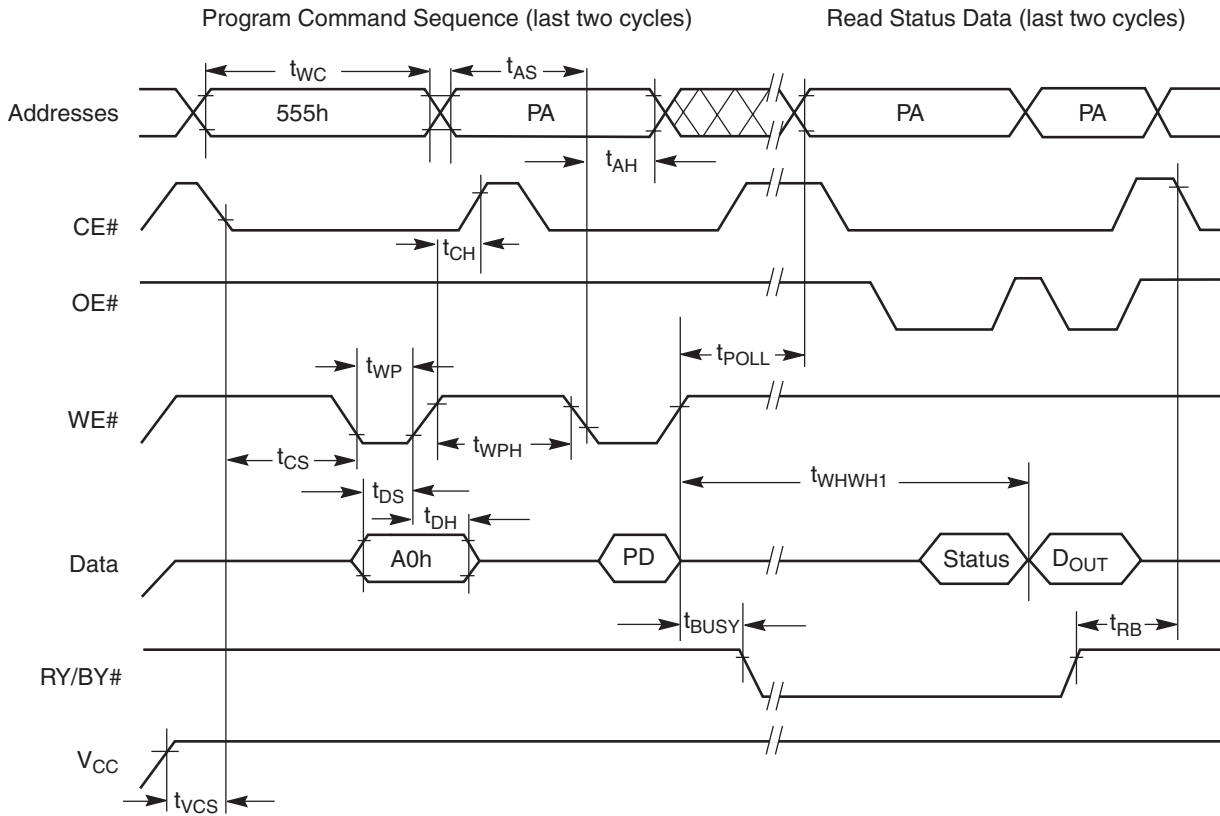 Program Command Sequence (last two cycles)
Read Status Data (last two cycles)
tWC
tAS
Addresses
555h
PA
PA
PA
tAH
CE#
tCH
OE#
tWP
tPOLL
WE#
tCS
tWPH
tWHWH1
tDS
tDH
Data
A0h
PD
Status
DOUT
tBUSY
tRB
RY/BY#
VCC
tVCS